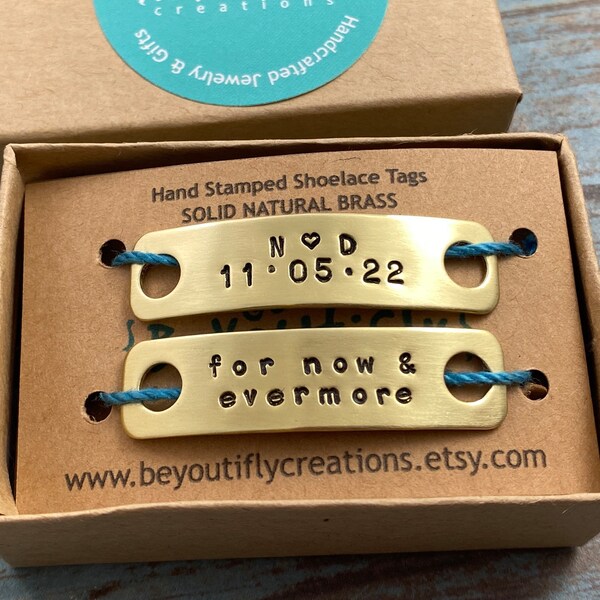 creations
Handcrafted Jewelry & Gifts
Hand Stamped Shoelace Tags
SOLID NATURAL BRASS
N ♥ D
11·05·22
for now &
evermore
www.beyoutiflycreations.etsy.com